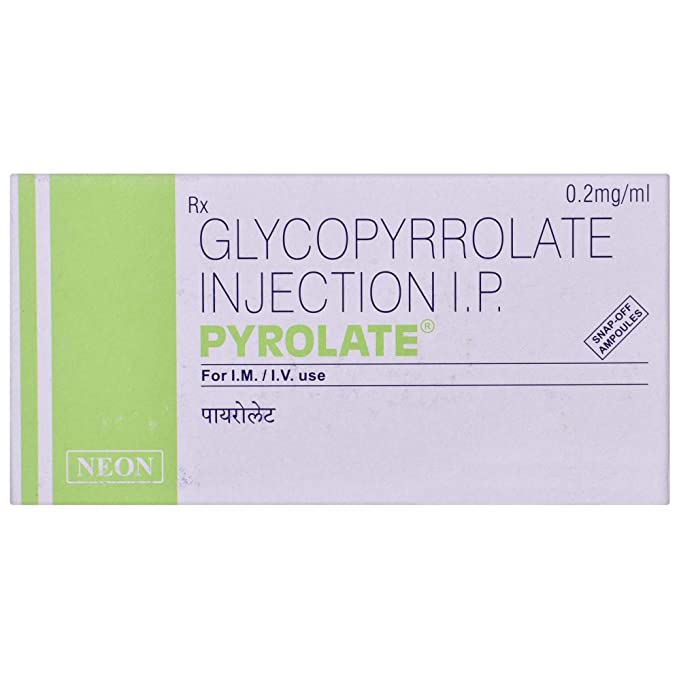 Rx
0.2mg/ml
GLYCOPYRROLATE
INJECTION I.P.
PYROLATE®
SNAP-OFF
AMPOULES
For I.M. / I.V. use
पायरोलेट
NEON